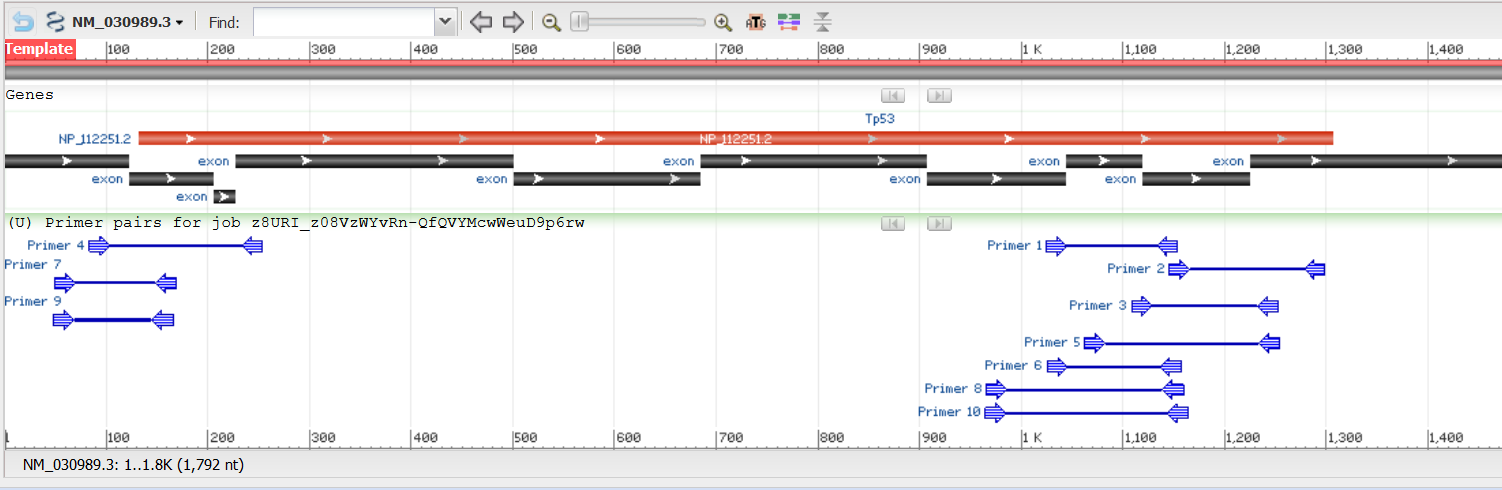 NM_030989.3 Find:
Template 100 200 300 400 500 600 700 800 900 1 K 1,100 1,200 1,300 1,400
Genes
Tp53
NP_112251.2 NP_112251.2
exon exon exon exon
exon exon exon exon
exon
(U) Primer pairs for job z8URI_z08VzWYvRn-QfQVYMcwWeuD9p6rw
Primer 4 Primer 1
Primer 7 Primer 2
Primer 9 Primer 3
Primer 5
Primer 6
Primer 8
Primer 10
1 100 200 300 400 500 600 700 800 900 1 K 1,100 1,200 1,300 1,400
NM_030989.3: 1..1.8K (1,792 nt)